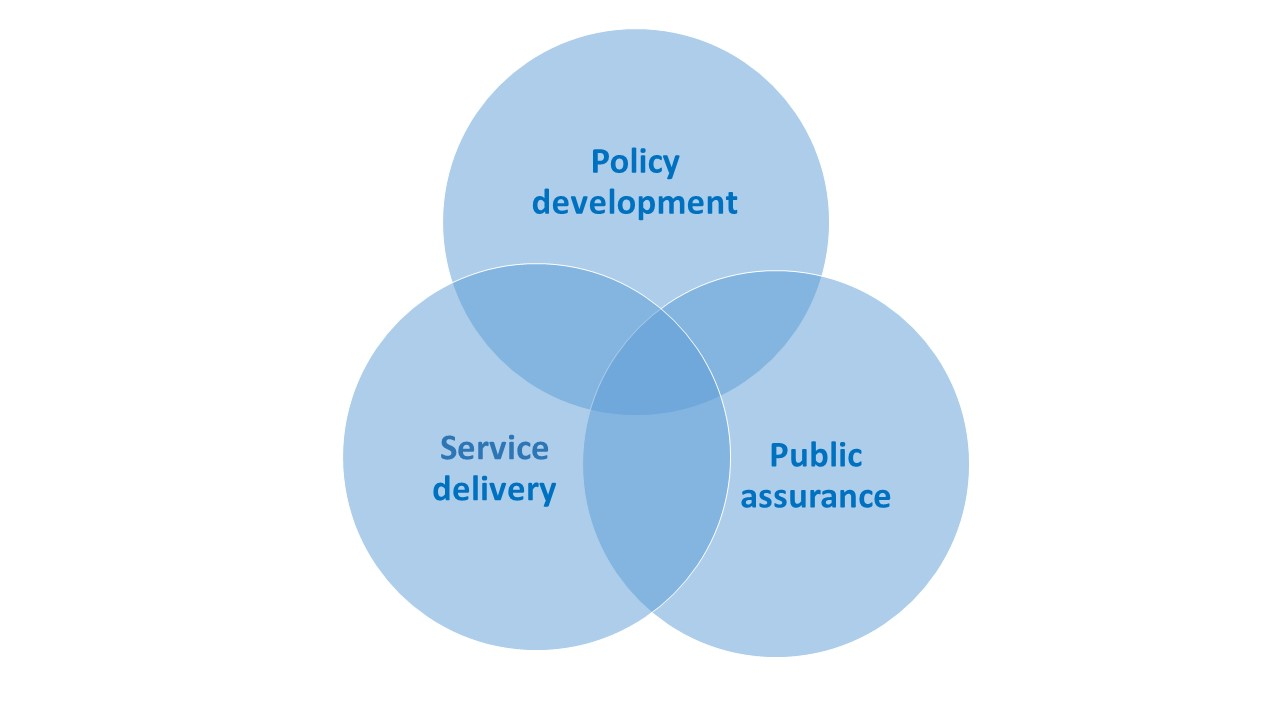 Policy
development
Service
delivery
Public
assurance